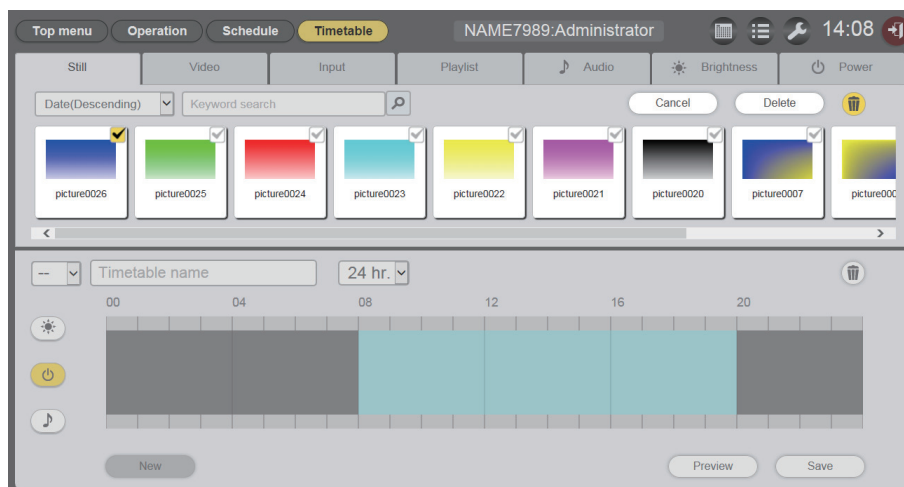 Top menu Operation Schedule Timetable NAME7989:Administrator 14:08
Still Video Input Playlist Audio Brightness Power
Date(Descending) Keyword search Cancel Delete
picture0026 picture0025 picture0024 picture0023 picture0022 picture0021 picture0020 picture0007 picture000
-- Timetable name 24 hr.
00 04 08 12 16 20
New Preview Save